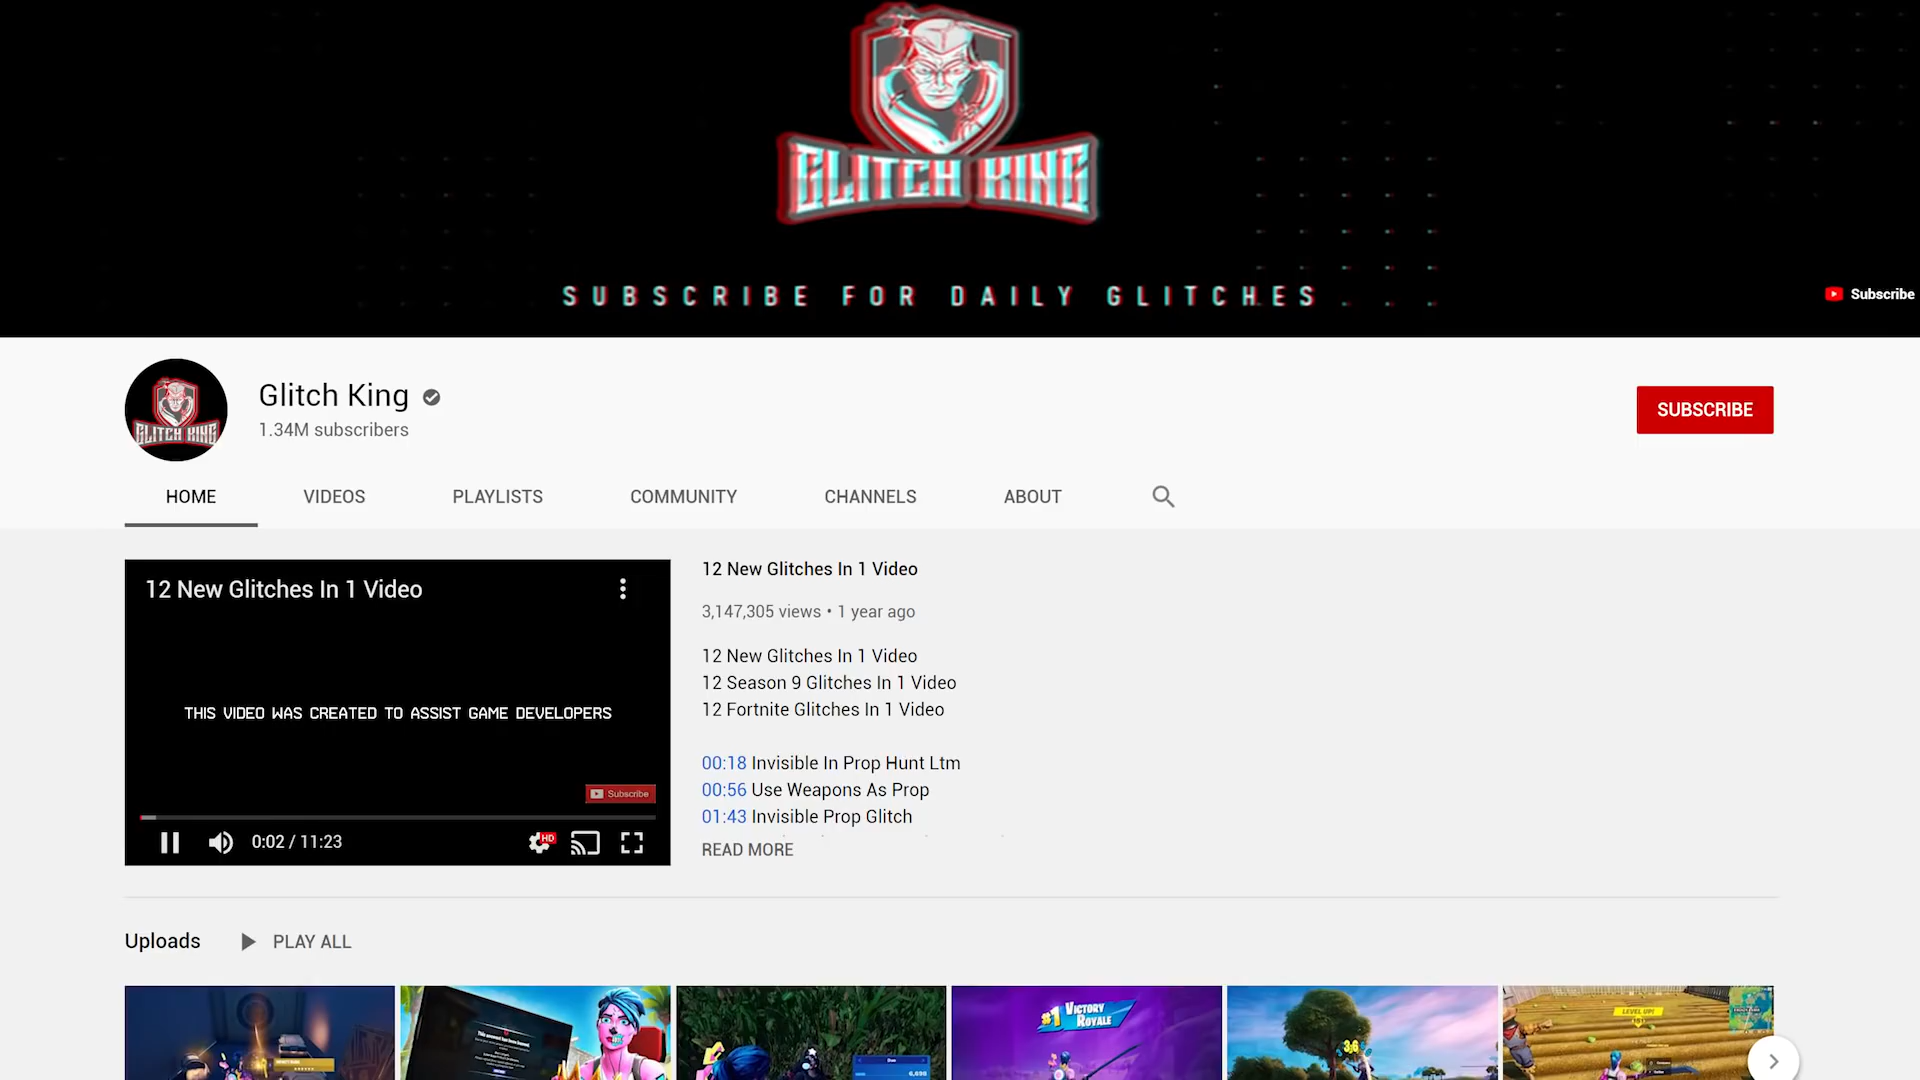 GLITCH KING
SUBSCRIBE FOR DAILY GLITCHES
Subscribe
GLITCH KING
Glitch King
1.34M subscribers
SUBSCRIBE
HOME
VIDEOS
PLAYLISTS
COMMUNITY
CHANNELS
ABOUT
12 New Glitches In 1 Video
THIS VIDEO WAS CREATED TO ASSIST GAME DEVELOPERS
Subscribe
0:02 / 11:23
HD
12 New Glitches In 1 Video
3,147,305 views • 1 year ago
12 New Glitches In 1 Video
12 Season 9 Glitches In 1 Video
12 Fortnite Glitches In 1 Video
00:18 Invisible In Prop Hunt Ltm
00:56 Use Weapons As Prop
01:43 Invisible Prop Glitch
READ MORE
Uploads
PLAY ALL
#1 VICTORY ROYALE
36
LEVEL UP!